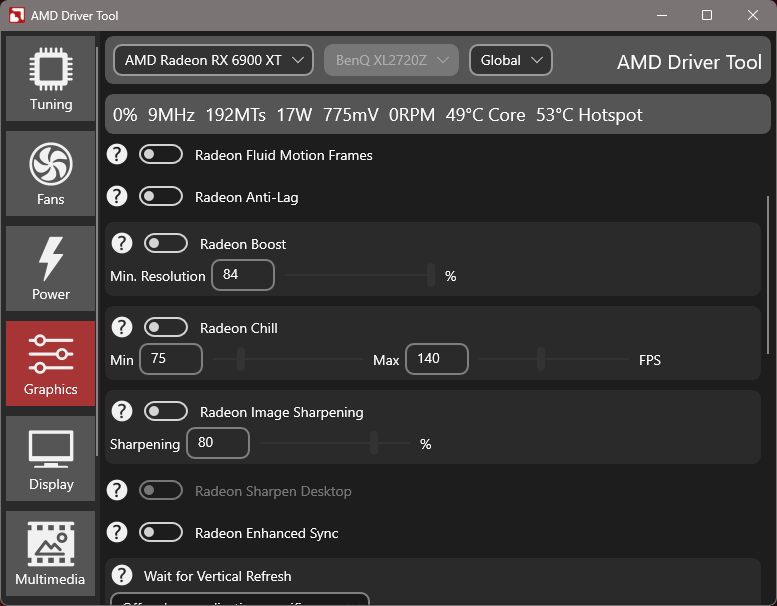 AMD Driver Tool
Tuning
Fans
Power
Graphics
Display
Multimedia
AMD Radeon RX 6900 XT BenQ XL2720Z Global AMD Driver Tool
0% 9MHz 192MTs 17W 775mV 0RPM 49°C Core 53°C Hotspot
? Radeon Fluid Motion Frames
? Radeon Anti-Lag
? Radeon Boost
Min. Resolution 84 %
? Radeon Chill
Min 75 Max 140 FPS
? Radeon Image Sharpening
Sharpening 80 %
? Radeon Sharpen Desktop
? Radeon Enhanced Sync
? Wait for Vertical Refresh